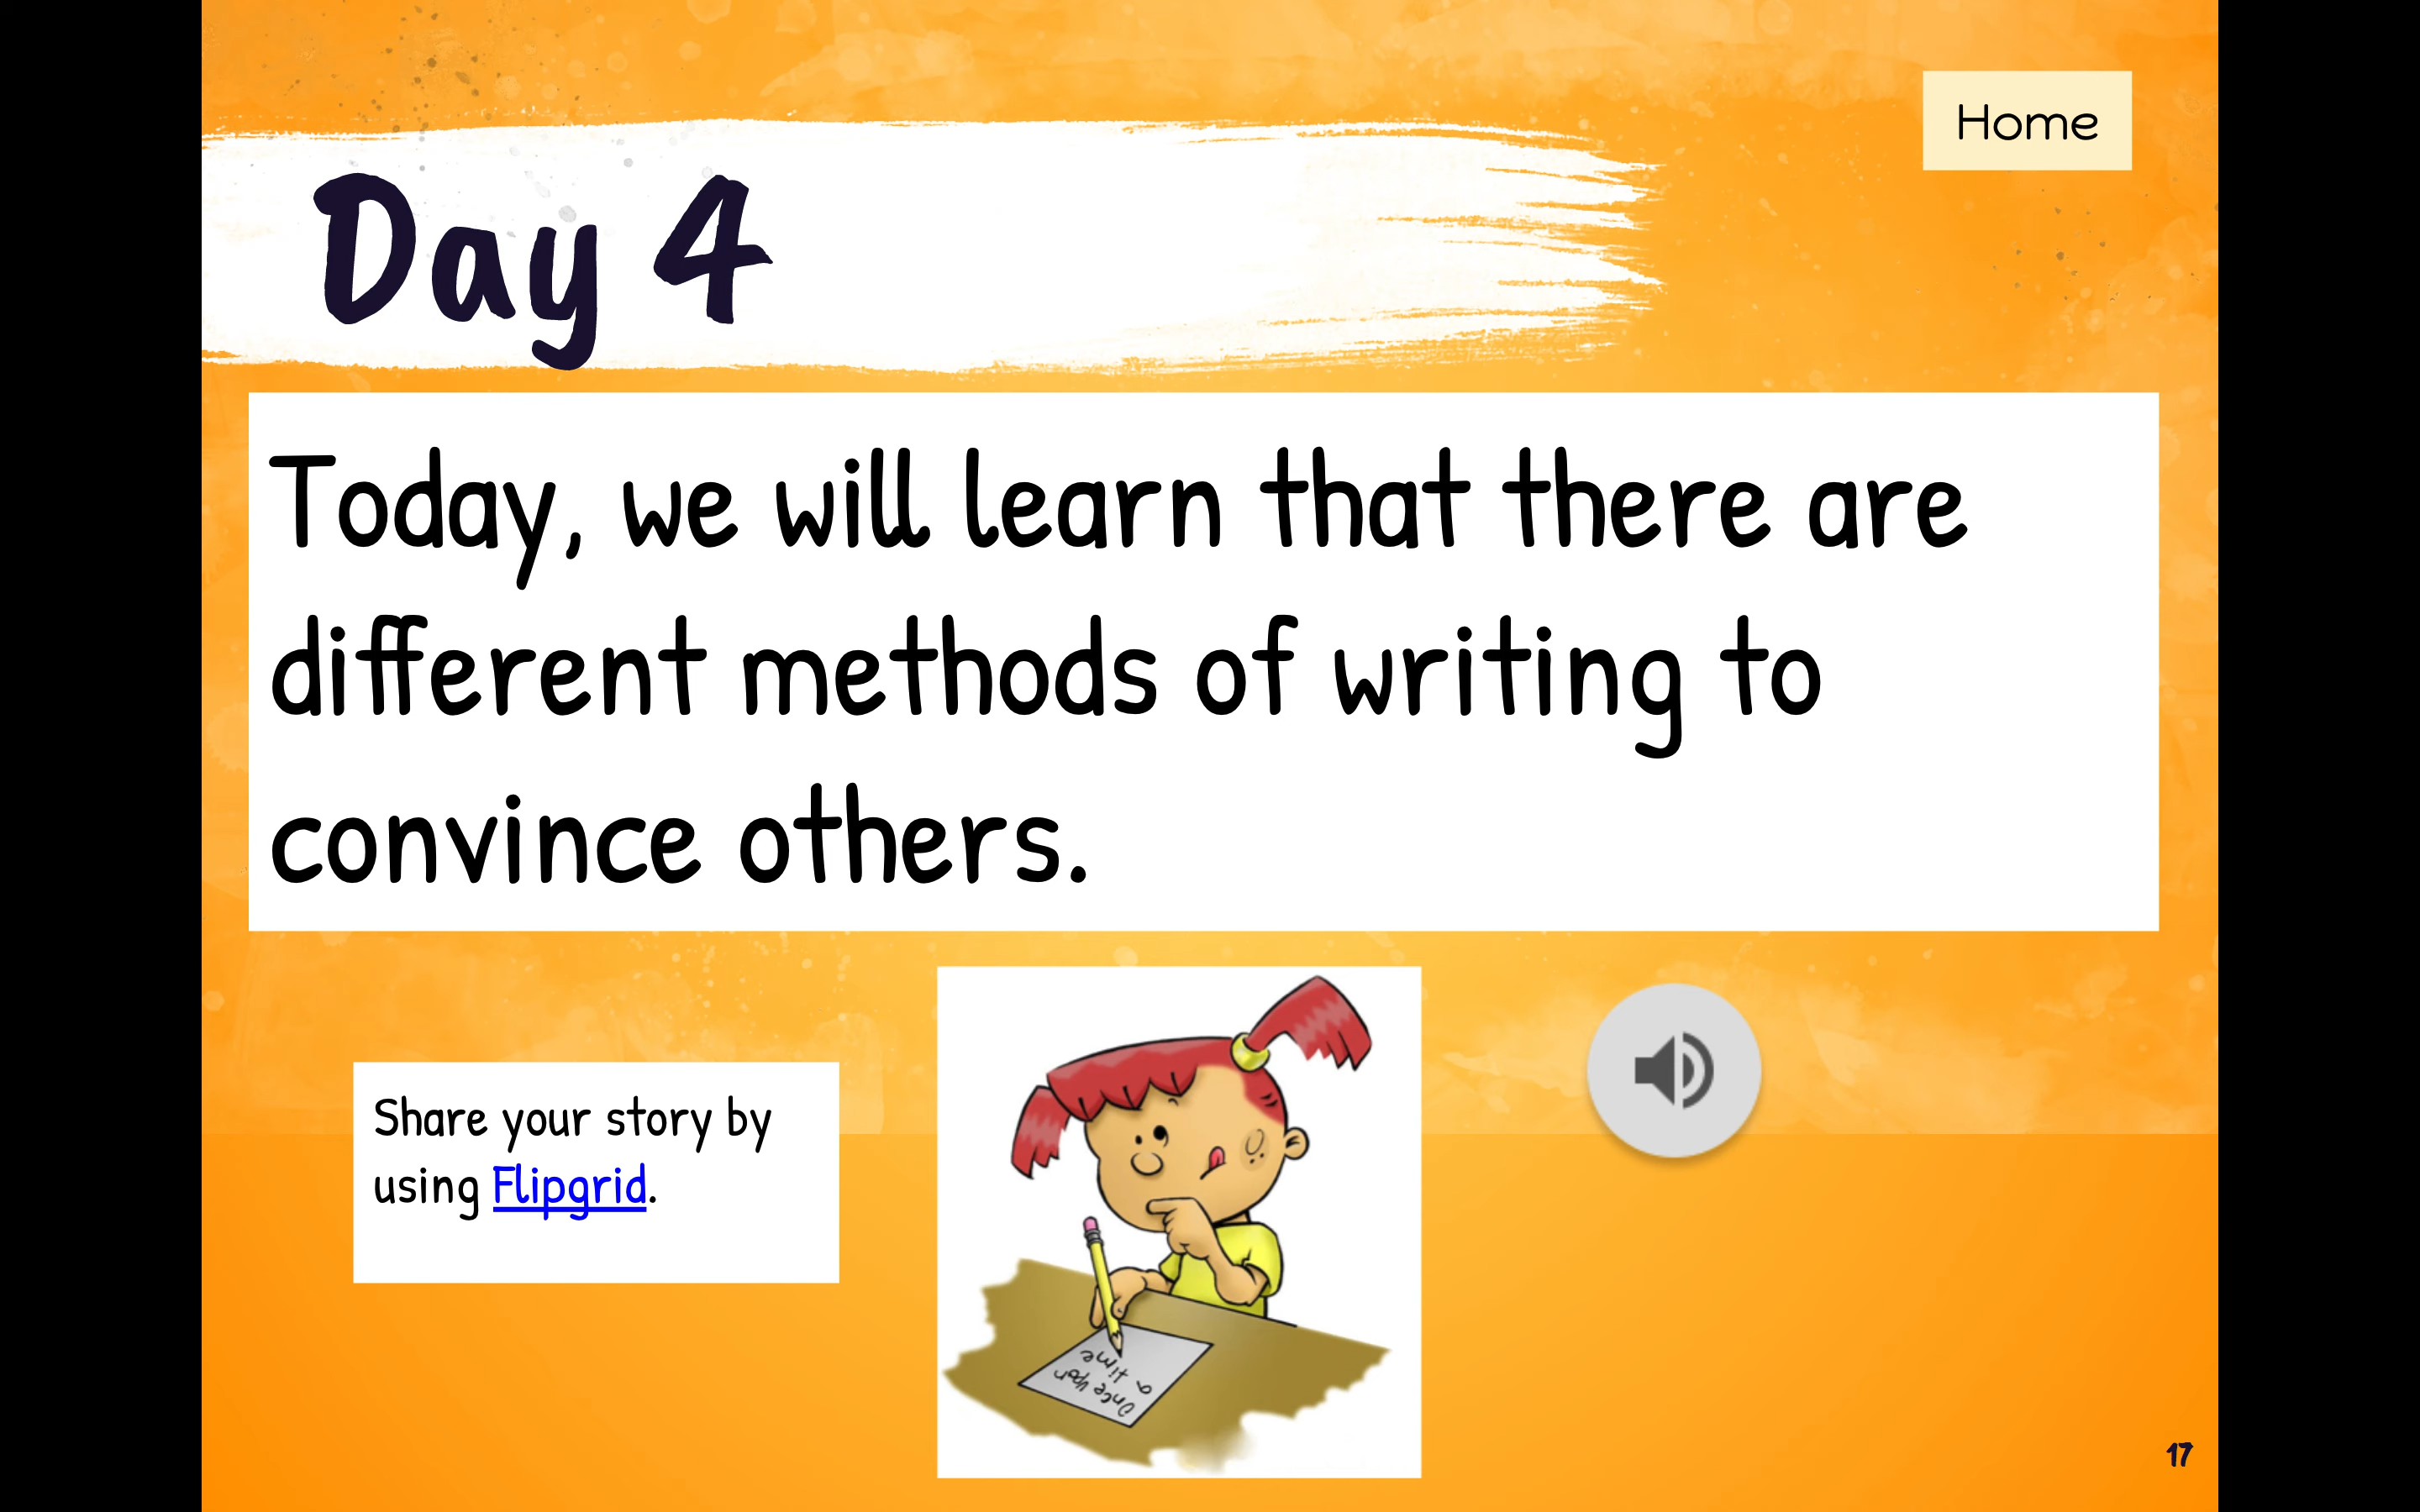 Home
Day 4
Today, we will learn that there are
different methods of writing to
convince others.
Share your story by
using Flipgrid.
Once upon
a time
17